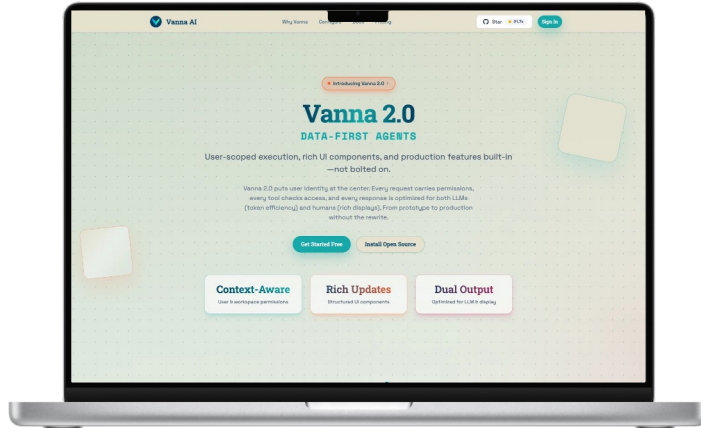 Vanna AI
Why Vanna
Star
Sign In
Introducing Vanna 2.0
Vanna 2.0
DATA-FIRST AGENTS
User-scoped execution, rich UI components, and production features built-in
—not bolted on.
Vanna 2.0 puts user identity at the center. Every request carries permissions,
every tool checks access, and every response is optimized for both LLMs
(token efficiency) and humans (rich displays). From prototype to production
without the rewrite.
Get Started Free
Install Open Source
Context-Aware
User & workspace permissions
Rich Updates
Structured UI components
Dual Output
Optimized for LLM & display